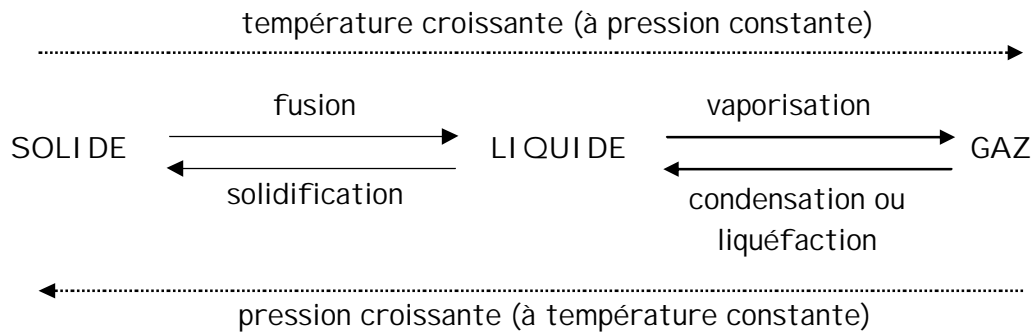 température croissante (à pression constante)
fusion
vaporisation
SOLIDE
LIQUIDE
GAZ
solidification
condensation ou
liquéfaction
pression croissante (à température constante)